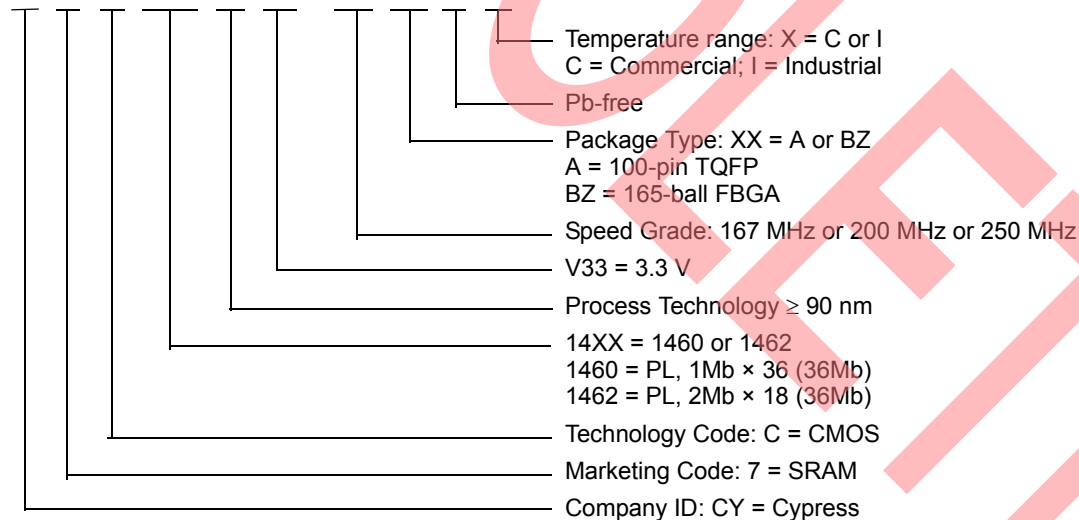 Temperature range: X = C or I
C = Commercial; I = Industrial
Pb-free
Package Type: XX = A or BZ
A = 100-pin TQFP
BZ = 165-ball FBGA
Speed Grade: 167 MHz or 200 MHz or 250 MHz
V33 = 3.3 V
Process Technology ≥ 90 nm
14XX = 1460 or 1462
1460 = PL, 1Mb × 36 (36Mb)
1462 = PL, 2Mb × 18 (36Mb)
Technology Code: C = CMOS
Marketing Code: 7 = SRAM
Company ID: CY = Cypress